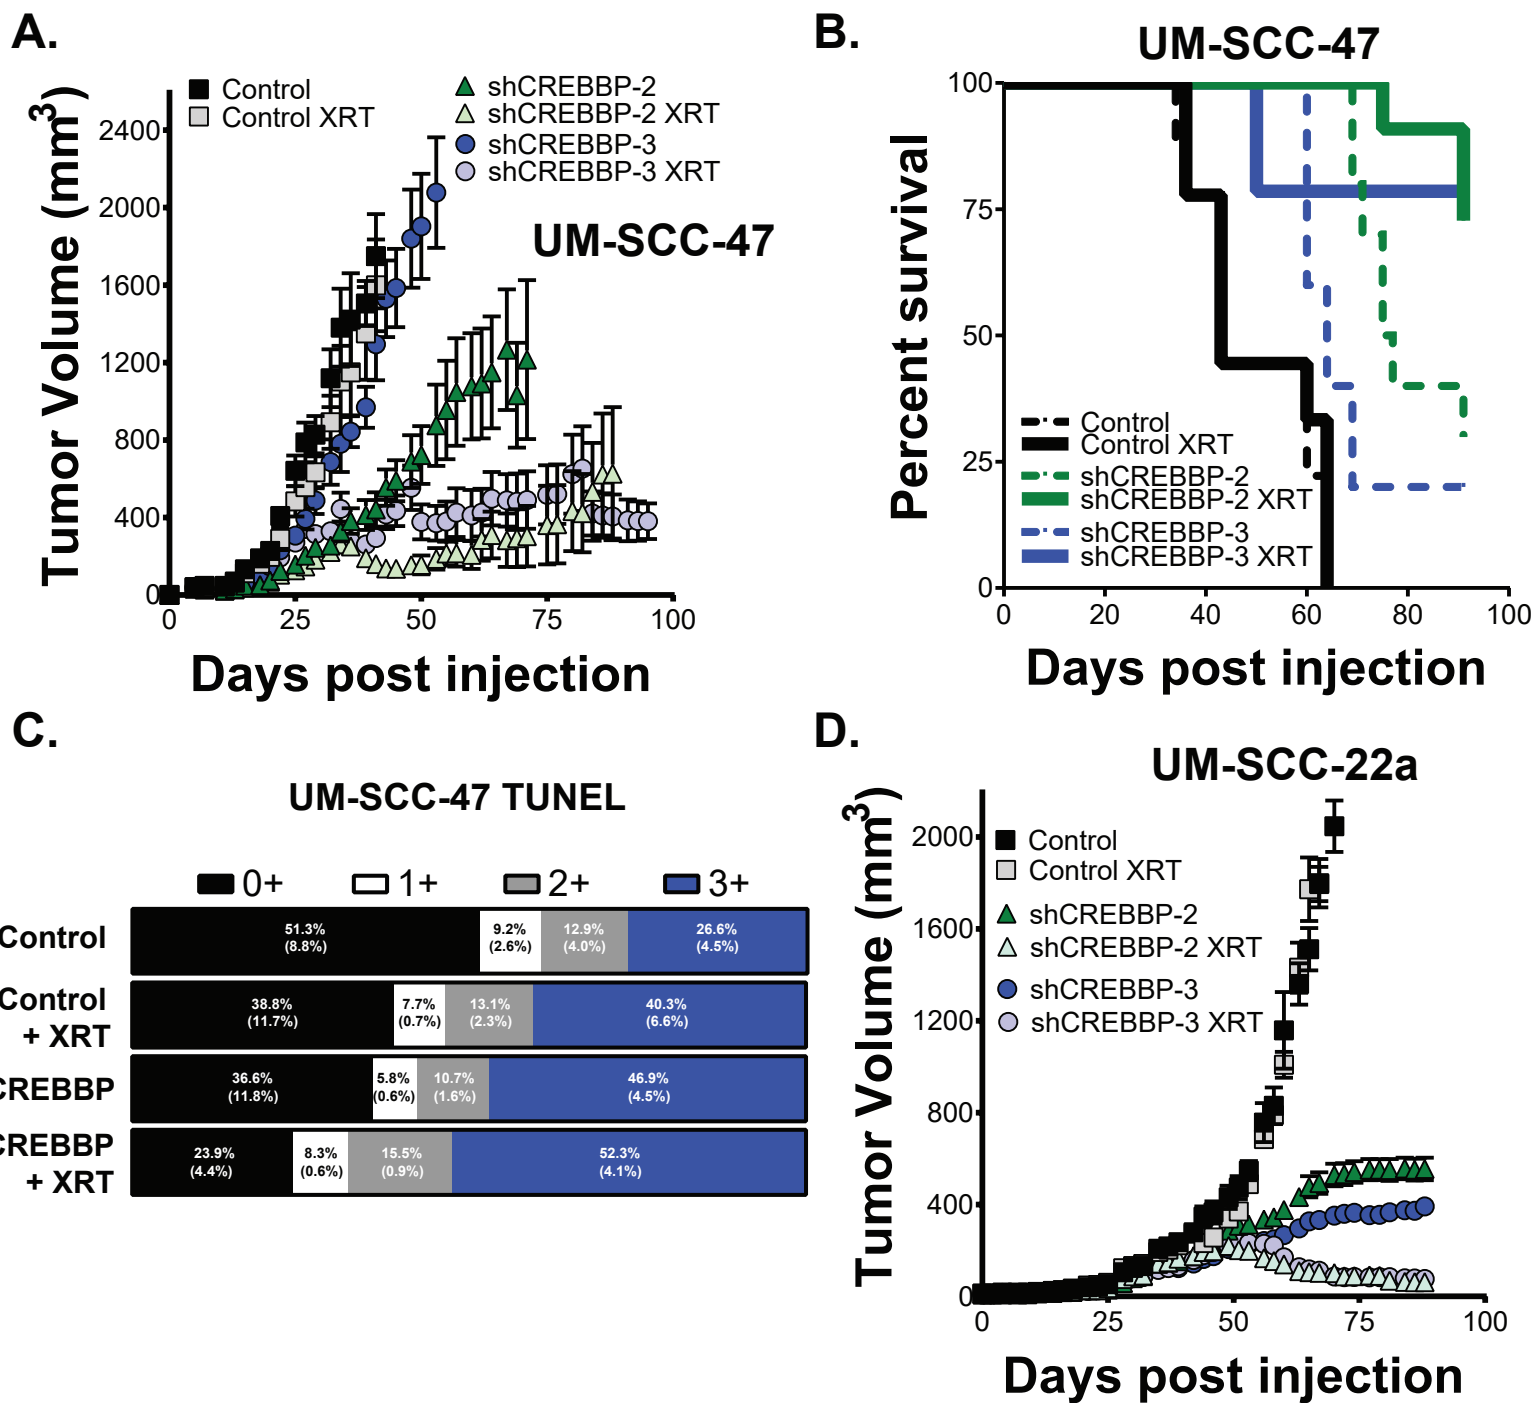 A.
Control
Control XRT
shCREBBP-2
shCREBBP-2 XRT
shCREBBP-3
shCREBBP-3 XRT
UM-SCC-47
Tumor Volume (mm3)
2400
2000
1600
1200
800
400
0
0 25 50 75 100
Days post injection
B.
UM-SCC-47
Percent survival
100
75
50
25
0
Control
Control XRT
shCREBBP-2
shCREBBP-2 XRT
shCREBBP-3
shCREBBP-3 XRT
0 20 40 60 80 100
Days post injection
C.
UM-SCC-47 TUNEL
0+ 1+ 2+ 3+
Control
51.3% 9.2% 12.9% 26.6%
(8.8%) (2.6%) (4.0%) (4.5%)
Control
+ XRT
38.8% 7.7% 13.1% 40.3%
(11.7%) (0.7%) (2.3%) (6.6%)
CREBBP
36.6% 5.8% 10.7% 46.9%
(11.8%) (0.6%) (1.6%) (4.5%)
CREBBP
+ XRT
23.9% 8.3% 15.5% 52.3%
(4.4%) (0.6%) (0.9%) (4.1%)
D.
UM-SCC-22a
Tumor Volume (mm3)
2000
1600
1200
800
400
0
Control
Control XRT
shCREBBP-2
shCREBBP-2 XRT
shCREBBP-3
shCREBBP-3 XRT
0 25 50 75 100
Days post injection